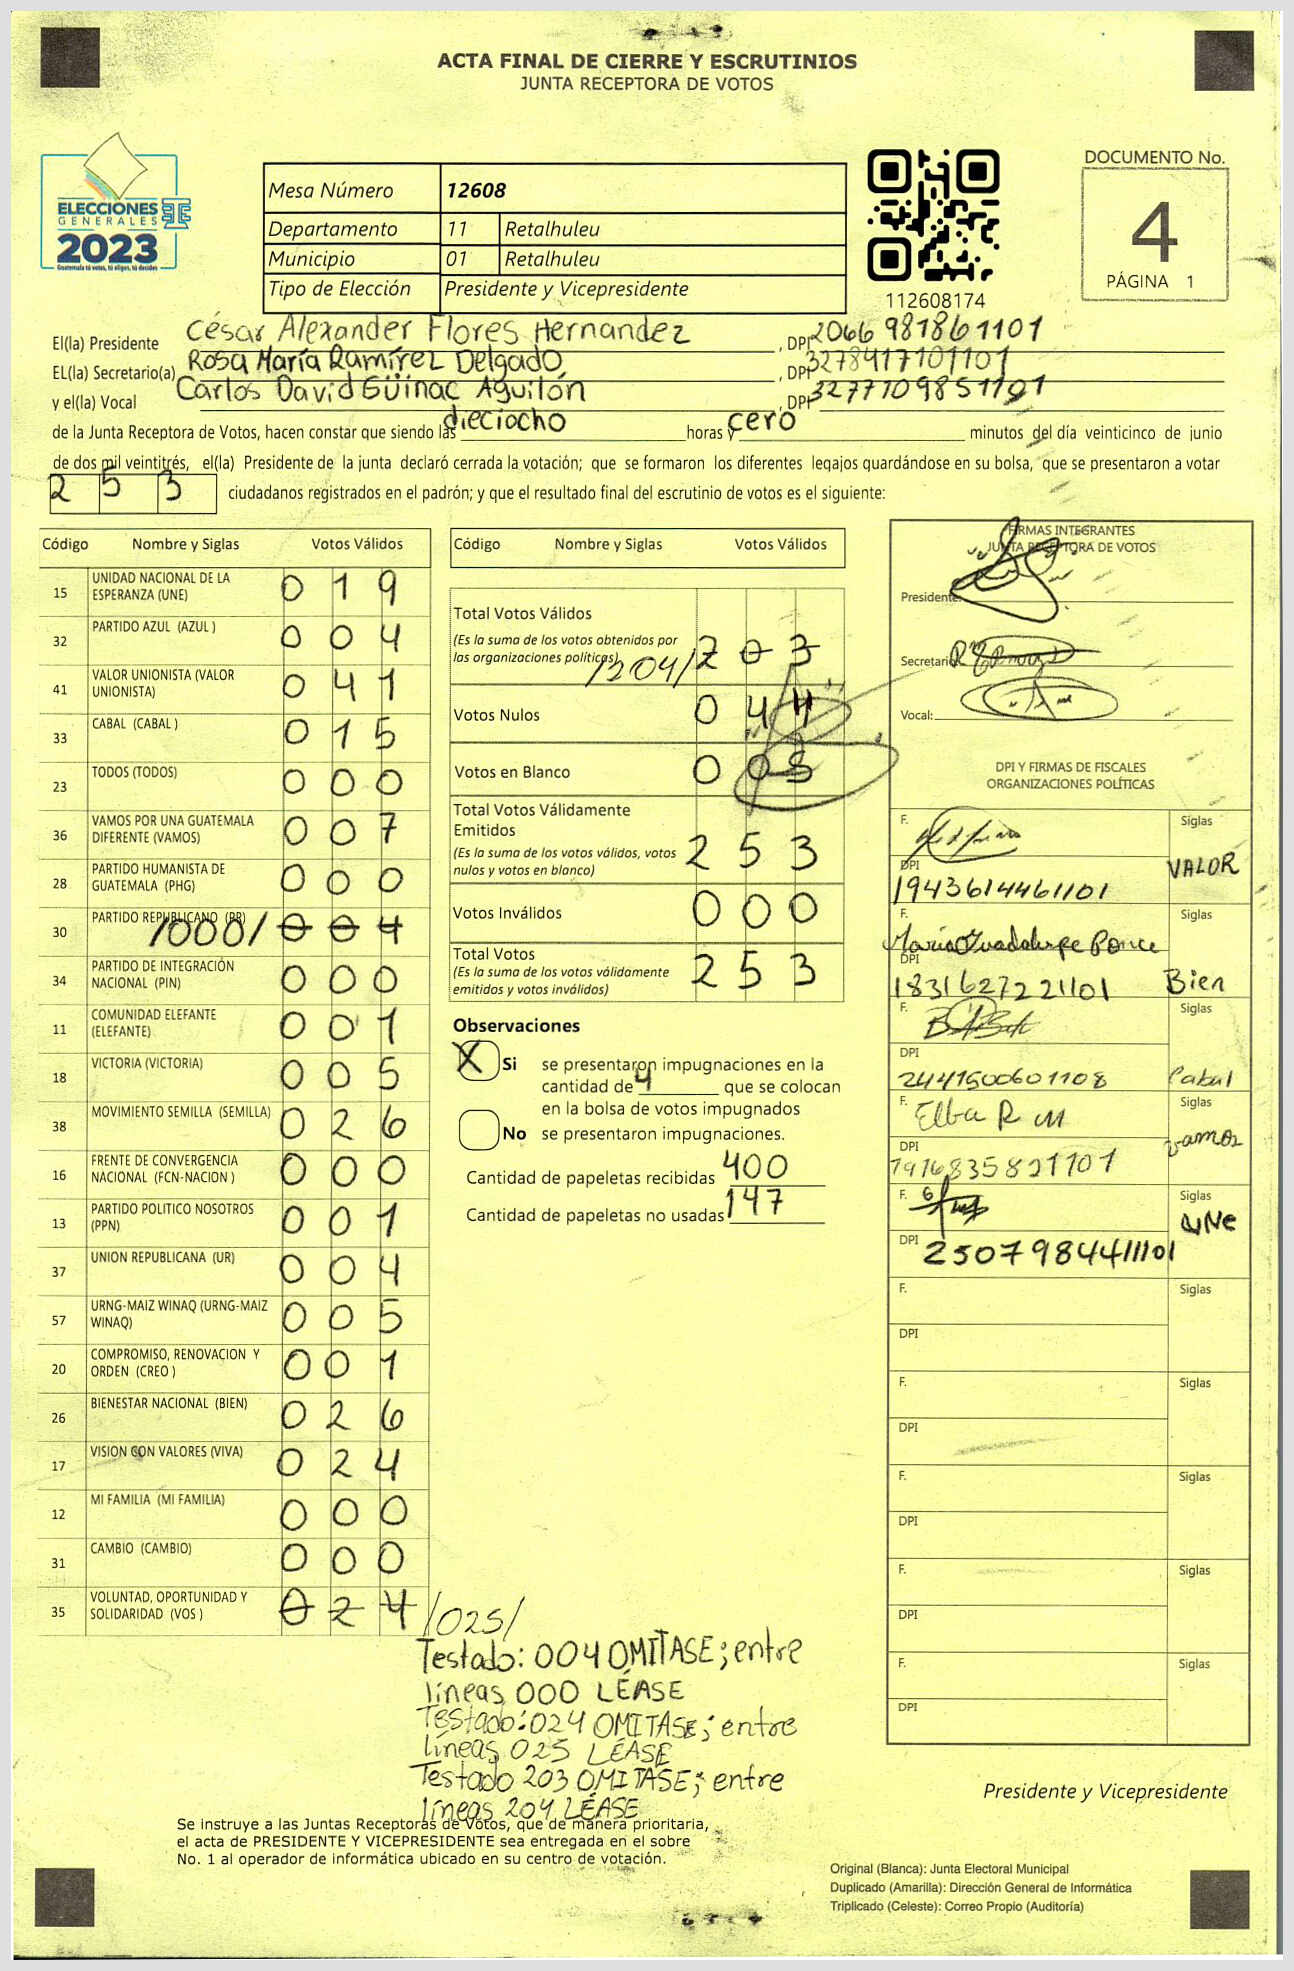 ACTA FINAL DE CIERRE Y ESCRUTINIOS
JUNTA RECEPTORA DE VOTOS
ELECCIONES
GENERALES
2023
Guatemala tú votas, tú eliges, tú decides
Mesa Número 12608
Departamento 11 Retalhuleu
Municipio 01 Retalhuleu
Tipo de Elección Presidente y Vicepresidente
112608174
DOCUMENTO No.
4
PÁGINA 1
El(la) Presidente César Alexander Flores Hernandez, DPI 2066 981861101
EL(la) Secretario(a) Rosa María Ramírez Delgado, DPI 3278417101101
y el(la) Vocal Carlos David Güinac Aguilón, DPI 3277109851101
de la Junta Receptora de Votos, hacen constar que siendo las dieciocho horas y cero minutos del día veinticinco de junio
de dos mil veintitrés, el(la) Presidente de la junta declaró cerrada la votación; que se formaron los diferentes legajos guardándose en su bolsa, que se presentaron a votar
2 5 3 ciudadanos registrados en el padrón; y que el resultado final del escrutinio de votos es el siguiente:
Código Nombre y Siglas Votos Válidos
15 UNIDAD NACIONAL DE LA ESPERANZA (UNE) 0 1 9
32 PARTIDO AZUL (AZUL ) 0 0 4
41 VALOR UNIONISTA (VALOR UNIONISTA) 0 4 1
33 CABAL (CABAL ) 0 1 5
23 TODOS (TODOS) 0 0 0
36 VAMOS POR UNA GUATEMALA DIFERENTE (VAMOS) 0 0 7
28 PARTIDO HUMANISTA DE GUATEMALA (PHG) 0 0 0
30 PARTIDO REPUBLICANO (PR) /000/ 0 0 4
34 PARTIDO DE INTEGRACIÓN NACIONAL (PIN) 0 0 0
11 COMUNIDAD ELEFANTE (ELEFANTE) 0 0 1
18 VICTORIA (VICTORIA) 0 0 5
38 MOVIMIENTO SEMILLA (SEMILLA) 0 2 6
16 FRENTE DE CONVERGENCIA NACIONAL (FCN-NACION ) 0 0 0
13 PARTIDO POLITICO NOSOTROS (PPN) 0 0 1
37 UNION REPUBLICANA (UR) 0 0 4
57 URNG-MAIZ WINAQ (URNG-MAIZ WINAQ) 0 0 5
20 COMPROMISO, RENOVACION Y ORDEN (CREO ) 0 0 1
26 BIENESTAR NACIONAL (BIEN) 0 2 6
17 VISION CON VALORES (VIVA) 0 2 4
12 MI FAMILIA (MI FAMILIA) 0 0 0
31 CAMBIO (CAMBIO) 0 0 0
35 VOLUNTAD, OPORTUNIDAD Y SOLIDARIDAD (VOS ) 0 2 4 /025/
Código Nombre y Siglas Votos Válidos
Total Votos Válidos
(Es la suma de los votos obtenidos por
las organizaciones políticas) /204/ 2 0 3
Votos Nulos 0 4 4
Votos en Blanco 0 0 5
Total Votos Válidamente
Emitidos
(Es la suma de los votos válidos, votos
nulos y votos en blanco) 2 5 3
Votos Inválidos 0 0 0
Total Votos
(Es la suma de los votos válidamente
emitidos y votos inválidos) 2 5 3
Observaciones
X Si se presentaron impugnaciones en la
cantidad de 4 que se colocan
en la bolsa de votos impugnados
No se presentaron impugnaciones.
Cantidad de papeletas recibidas 400
Cantidad de papeletas no usadas 147
FIRMAS INTEGRANTES
JUNTA RECEPTORA DE VOTOS
Presidente:
Secretario:
Vocal:
DPI Y FIRMAS DE FISCALES
ORGANIZACIONES POLÍTICAS
F. Siglas
DPI VALOR
1943614461101
F. Siglas
María Guadalupe Ponce
DPI
1831627221101 Bien
F. Siglas
DPI
2441500601108 Cabal
F. Elba R M Siglas
DPI vamos
1916835821101
F. Siglas
UNe
DPI 2507984411101
F. Siglas
DPI
F. Siglas
DPI
F. Siglas
DPI
F. Siglas
DPI
F. Siglas
DPI
Testado: 004 OMITASE; entre
líneas 000 LÉASE
Testado: 024 OMITASE; entre
líneas 025 LÉASE
Testado 203 OMITASE; entre
líneas 204 LÉASE
Presidente y Vicepresidente
Se instruye a las Juntas Receptoras de Votos, que de manera prioritaria,
el acta de PRESIDENTE Y VICEPRESIDENTE sea entregada en el sobre
No. 1 al operador de informática ubicado en su centro de votación.
Original (Blanca): Junta Electoral Municipal
Duplicado (Amarilla): Dirección General de Informática
Triplicado (Celeste): Correo Propio (Auditoría)